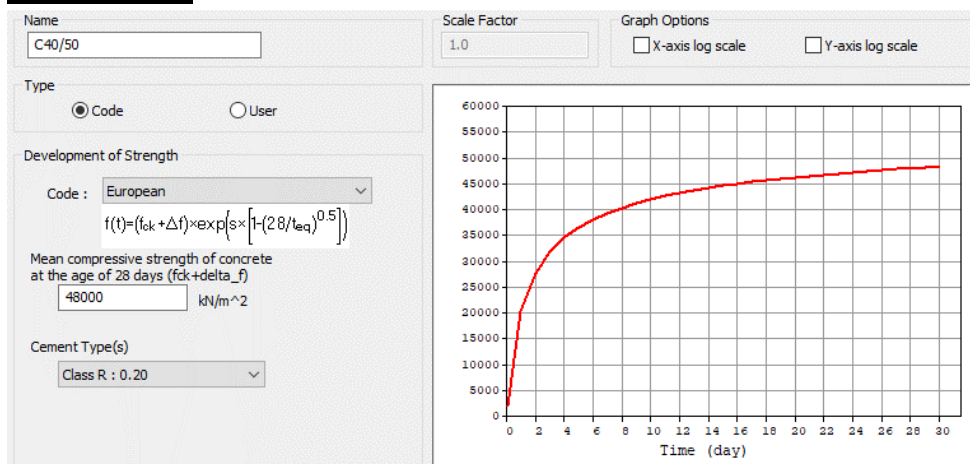 Name
C40/50
Scale Factor
1.0
Graph Options
X-axis log scale
Y-axis log scale
Type
Code
User
Development of Strength
Code :
European
f(t)=(fck+Δf)×exp(s×[1-(28/teq)^0.5])
Mean compressive strength of concrete
at the age of 28 days (fck+delta_f)
48000
kN/m^2
Cement Type(s)
Class R : 0.20
60000
55000
50000
45000
40000
35000
30000
25000
20000
15000
10000
5000
0
0 2 4 6 8 10 12 14 16 18 20 22 24 26 28 30
Time (day)